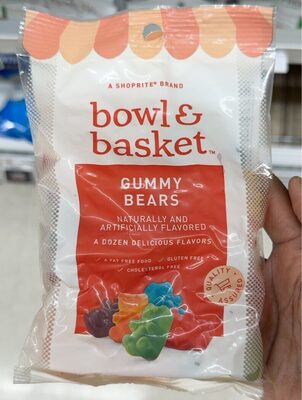 A SHOPRITE® BRAND
bowl &
basket™
GUMMY
BEARS
NATURALLY AND
ARTIFICIALLY FLAVORED
A DOZEN DELICIOUS FLAVORS
✓ A FAT FREE FOOD ✓ GLUTEN FREE
✓ CHOLESTEROL FREE
QUALITY
ASSURED